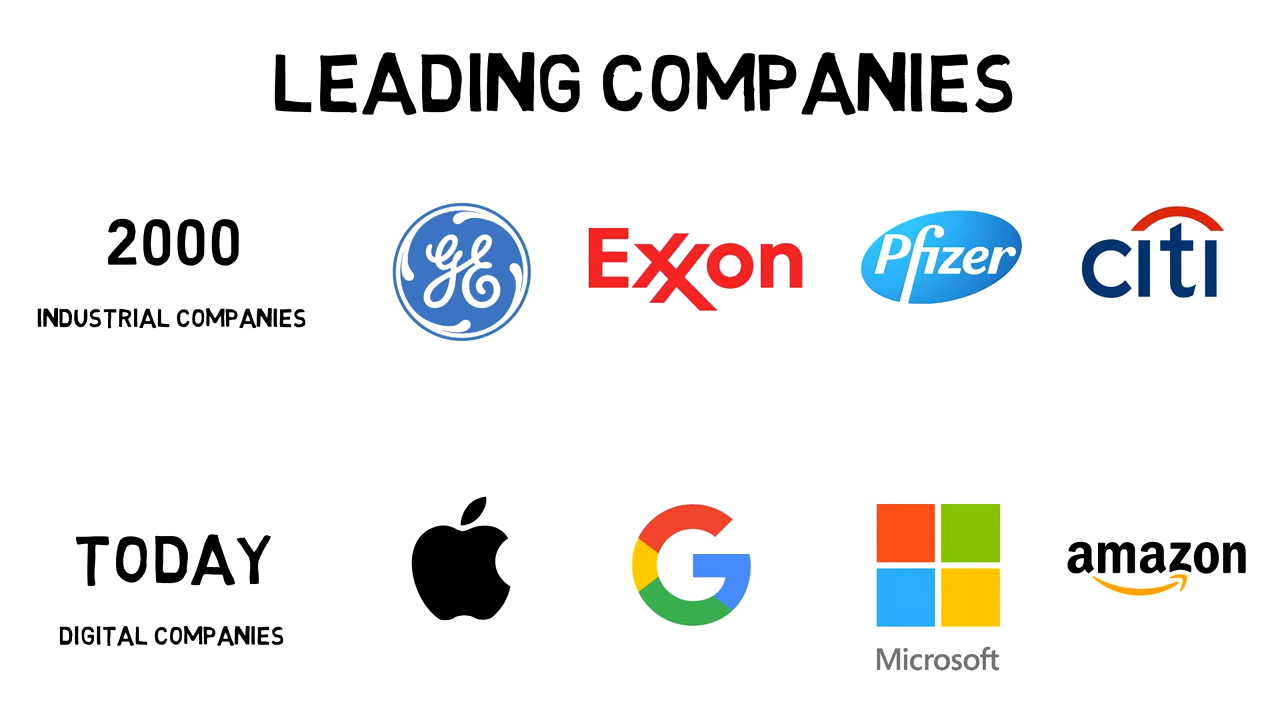 LEADING COMPANIES
2000
INDUSTRIAL COMPANIES
GE
Exxon
Pfizer
citi
TODAY
DIGITAL COMPANIES
G
Microsoft
amazon